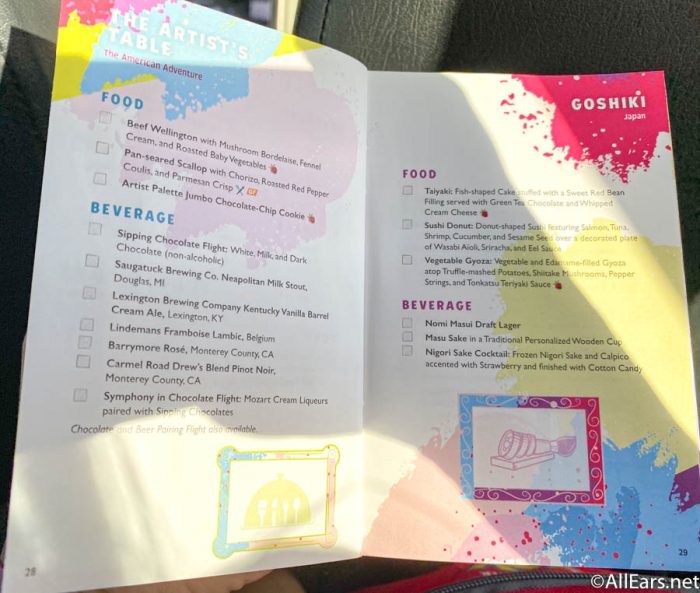 THE ARTIST'S
TABLE
The American Adventure
FOOD
Beef Wellington with Mushroom Bordelaise, Fennel
Cream, and Roasted Baby Vegetables
Pan-seared Scallop with Chorizo, Roasted Red Pepper
Coulis, and Parmesan Crisp GF
Artist Palette Jumbo Chocolate-Chip Cookie
BEVERAGE
Sipping Chocolate Flight: White, Milk, and Dark
Chocolate (non-alcoholic)
Saugatuck Brewing Co. Neapolitan Milk Stout,
Douglas, MI
Lexington Brewing Company Kentucky Vanilla Barrel
Cream Ale, Lexington, KY
Lindemans Framboise Lambic, Belgium
Barrymore Rosé, Monterey County, CA
Carmel Road Drew's Blend Pinot Noir,
Monterey County, CA
Symphony in Chocolate Flight: Mozart Cream Liqueurs
paired with Sipping Chocolates
Chocolate and Beer Pairing Flight also available.
28
GOSHIKI
Japan
FOOD
Taiyaki: Fish-shaped Cake stuffed with a Sweet Red Bean
Filling served with Green Tea Chocolate and Whipped
Cream Cheese
Sushi Donut: Donut-shaped Sushi featuring Salmon, Tuna,
Shrimp, Cucumber, and Sesame Seed over a decorated plate
of Wasabi Aioli, Sriracha, and Eel Sauce
Vegetable Gyoza: Vegetable and Edamame-filled Gyoza
atop Truffle-mashed Potatoes, Shiitake Mushrooms, Pepper
Strings, and Tonkatsu Teriyaki Sauce
BEVERAGE
Nomi Masui Draft Lager
Masu Sake in a Traditional Personalized Wooden Cup
Nigori Sake Cocktail: Frozen Nigori Sake and Calpico
accented with Strawberry and finished with Cotton Candy
29
©AllEars.net